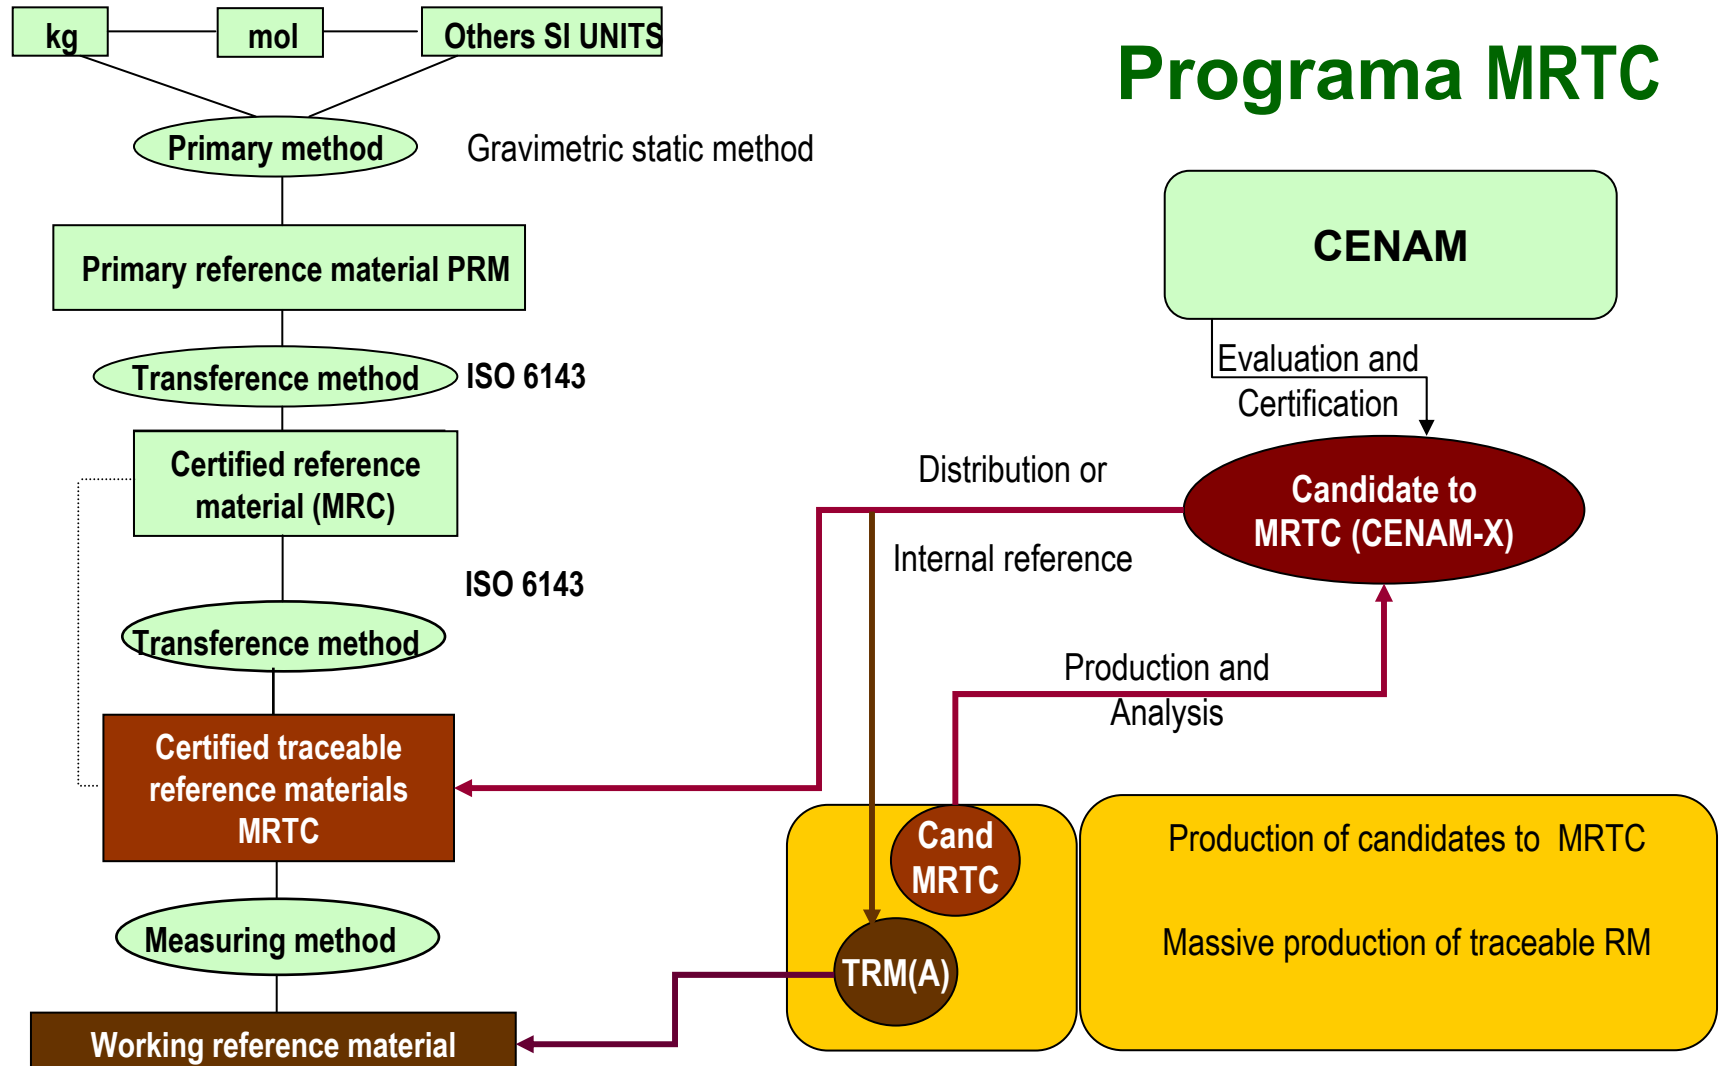 kg
mol
Others SI UNITS
Programa MRTC
Primary method
Gravimetric static method
Primary reference material PRM
CENAM
Transference method
ISO 6143
Evaluation and
Certification
Certified reference
material (MRC)
Distribution or
Internal reference
Candidate to
MRTC (CENAM-X)
ISO 6143
Transference method
Production and
Analysis
Certified traceable
reference materials
MRTC
Cand
MRTC
Production of candidates to MRTC
Massive production of traceable RM
Measuring method
TRM(A)
Working reference material